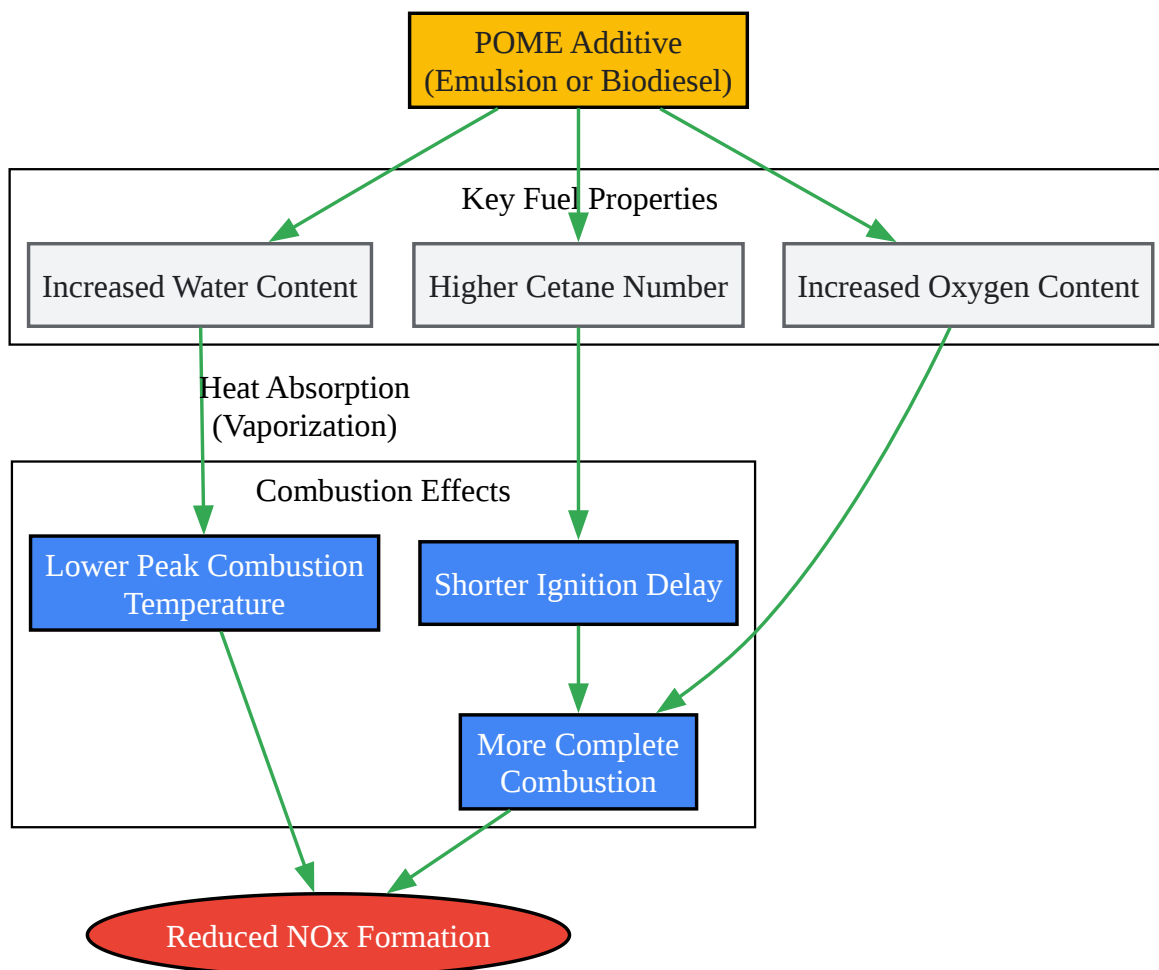 POME Additive
(Emulsion or Biodiesel)
Key Fuel Properties
Increased Water Content
Higher Cetane Number
Increased Oxygen Content
Heat Absorption
(Vaporization)
Combustion Effects
Lower Peak Combustion
Temperature
Shorter Ignition Delay
More Complete
Combustion
Reduced NOx Formation